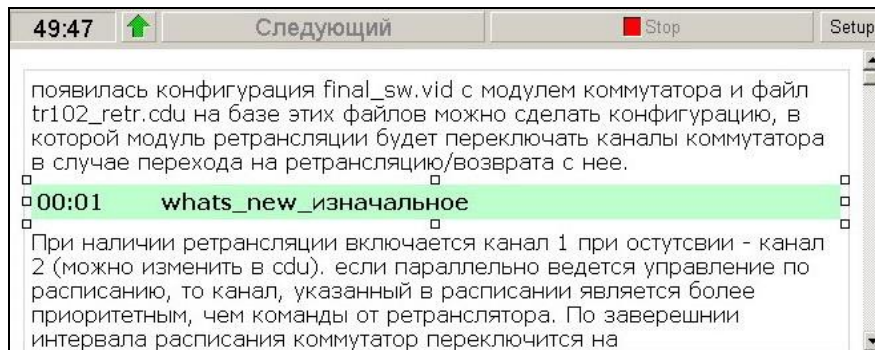 49:47 Следующий Stop Setup
появилась конфигурация final_sw.vid с модулем коммутатора и файл
tr102_retr.cdu на базе этих файлов можно сделать конфигурацию, в
которой модуль ретрансляции будет переключать каналы коммутатора
в случае перехода на ретрансляцию/возврата с нее.
00:01 whats_new_изначальное
При наличии ретрансляции включается канал 1 при остутсвии - канал
2 (можно изменить в cdu). если параллельно ведется управление по
расписанию, то канал, указанный в расписании является более
приоритетным, чем команды от ретранслятора. По заверешнии
интервала расписания коммутатор переключится на